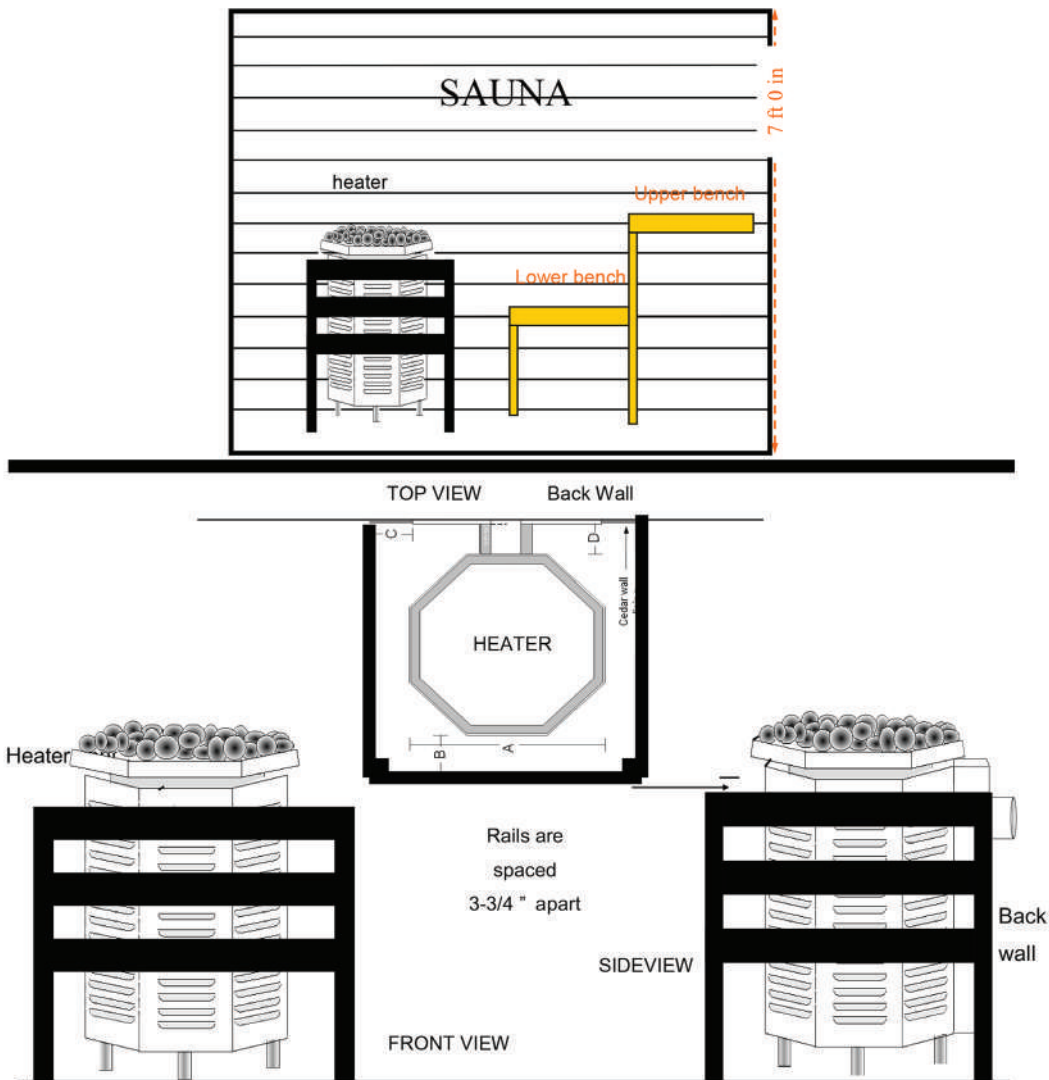 SAUNA
7 ft 0 in
heater
Upper bench
Lower bench
TOP VIEW
Back Wall
C
D
Cedar wall
HEATER
B
A
Heater
Rails are
spaced
3-3/4 " apart
Back
wall
SIDEVIEW
FRONT VIEW